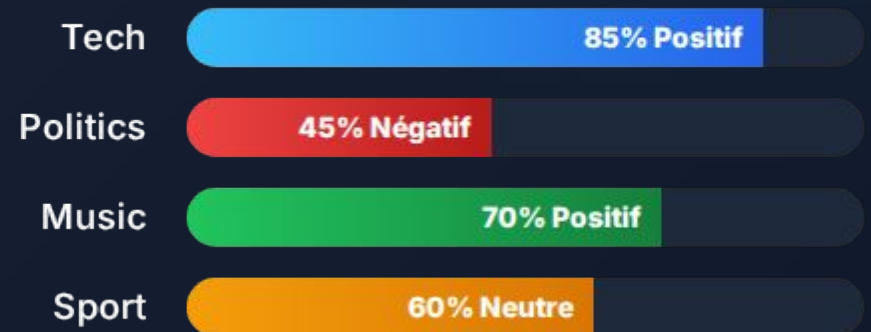 Tech 85% Positif
Politics 45% Négatif
Music 70% Positif
Sport 60% Neutre